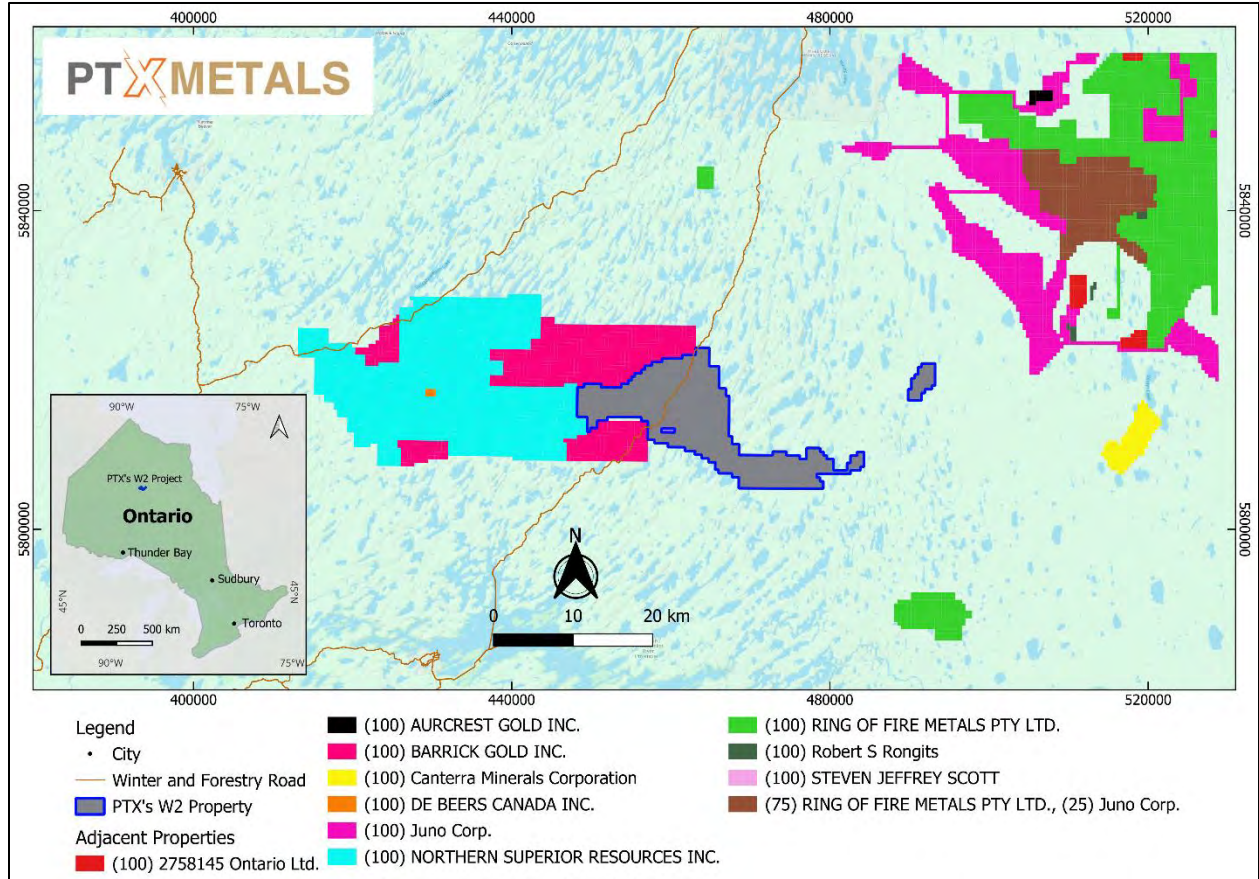 400000 440000 480000 520000
PTX METALS
5840000 5840000
5800000 5800000
90°W 75°W
PTX's W2 Project
Ontario
Thunder Bay
Sudbury
Toronto
45°N 45°N
0 250 500 km
90°W 75°W
N
0 10 20 km
400000 440000 480000 520000
Legend
City
Winter and Forestry Road
PTX's W2 Property
Adjacent Properties
(100) 2758145 Ontario Ltd.
(100) AURCREST GOLD INC.
(100) BARRICK GOLD INC.
(100) Canterra Minerals Corporation
(100) DE BEERS CANADA INC.
(100) Juno Corp.
(100) NORTHERN SUPERIOR RESOURCES INC.
(100) RING OF FIRE METALS PTY LTD.
(100) Robert S Rongits
(100) STEVEN JEFFREY SCOTT
(75) RING OF FIRE METALS PTY LTD., (25) Juno Corp.